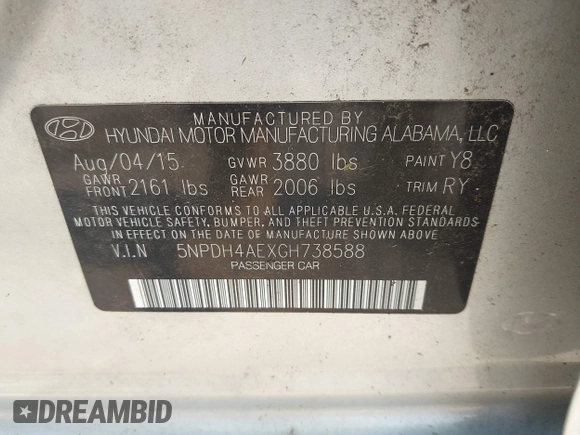 MANUFACTURED BY
HYUNDAI MOTOR MANUFACTURING ALABAMA, LLC
Aug/04/15 GVWR 3880 lbs PAINT Y8
GAWR FRONT 2161 lbs GAWR REAR 2006 lbs TRIM RY
THIS VEHICLE CONFORMS TO ALL APPLICABLE U.S.A. FEDERAL
MOTOR VEHICLE SAFETY, BUMPER, AND THEFT PREVENTION STANDARDS
IN EFFECT ON THE DATE OF MANUFACTURE SHOWN ABOVE.
V.I.N 5NPDH4AEXGH738588
PASSENGER CAR
DREAMBID